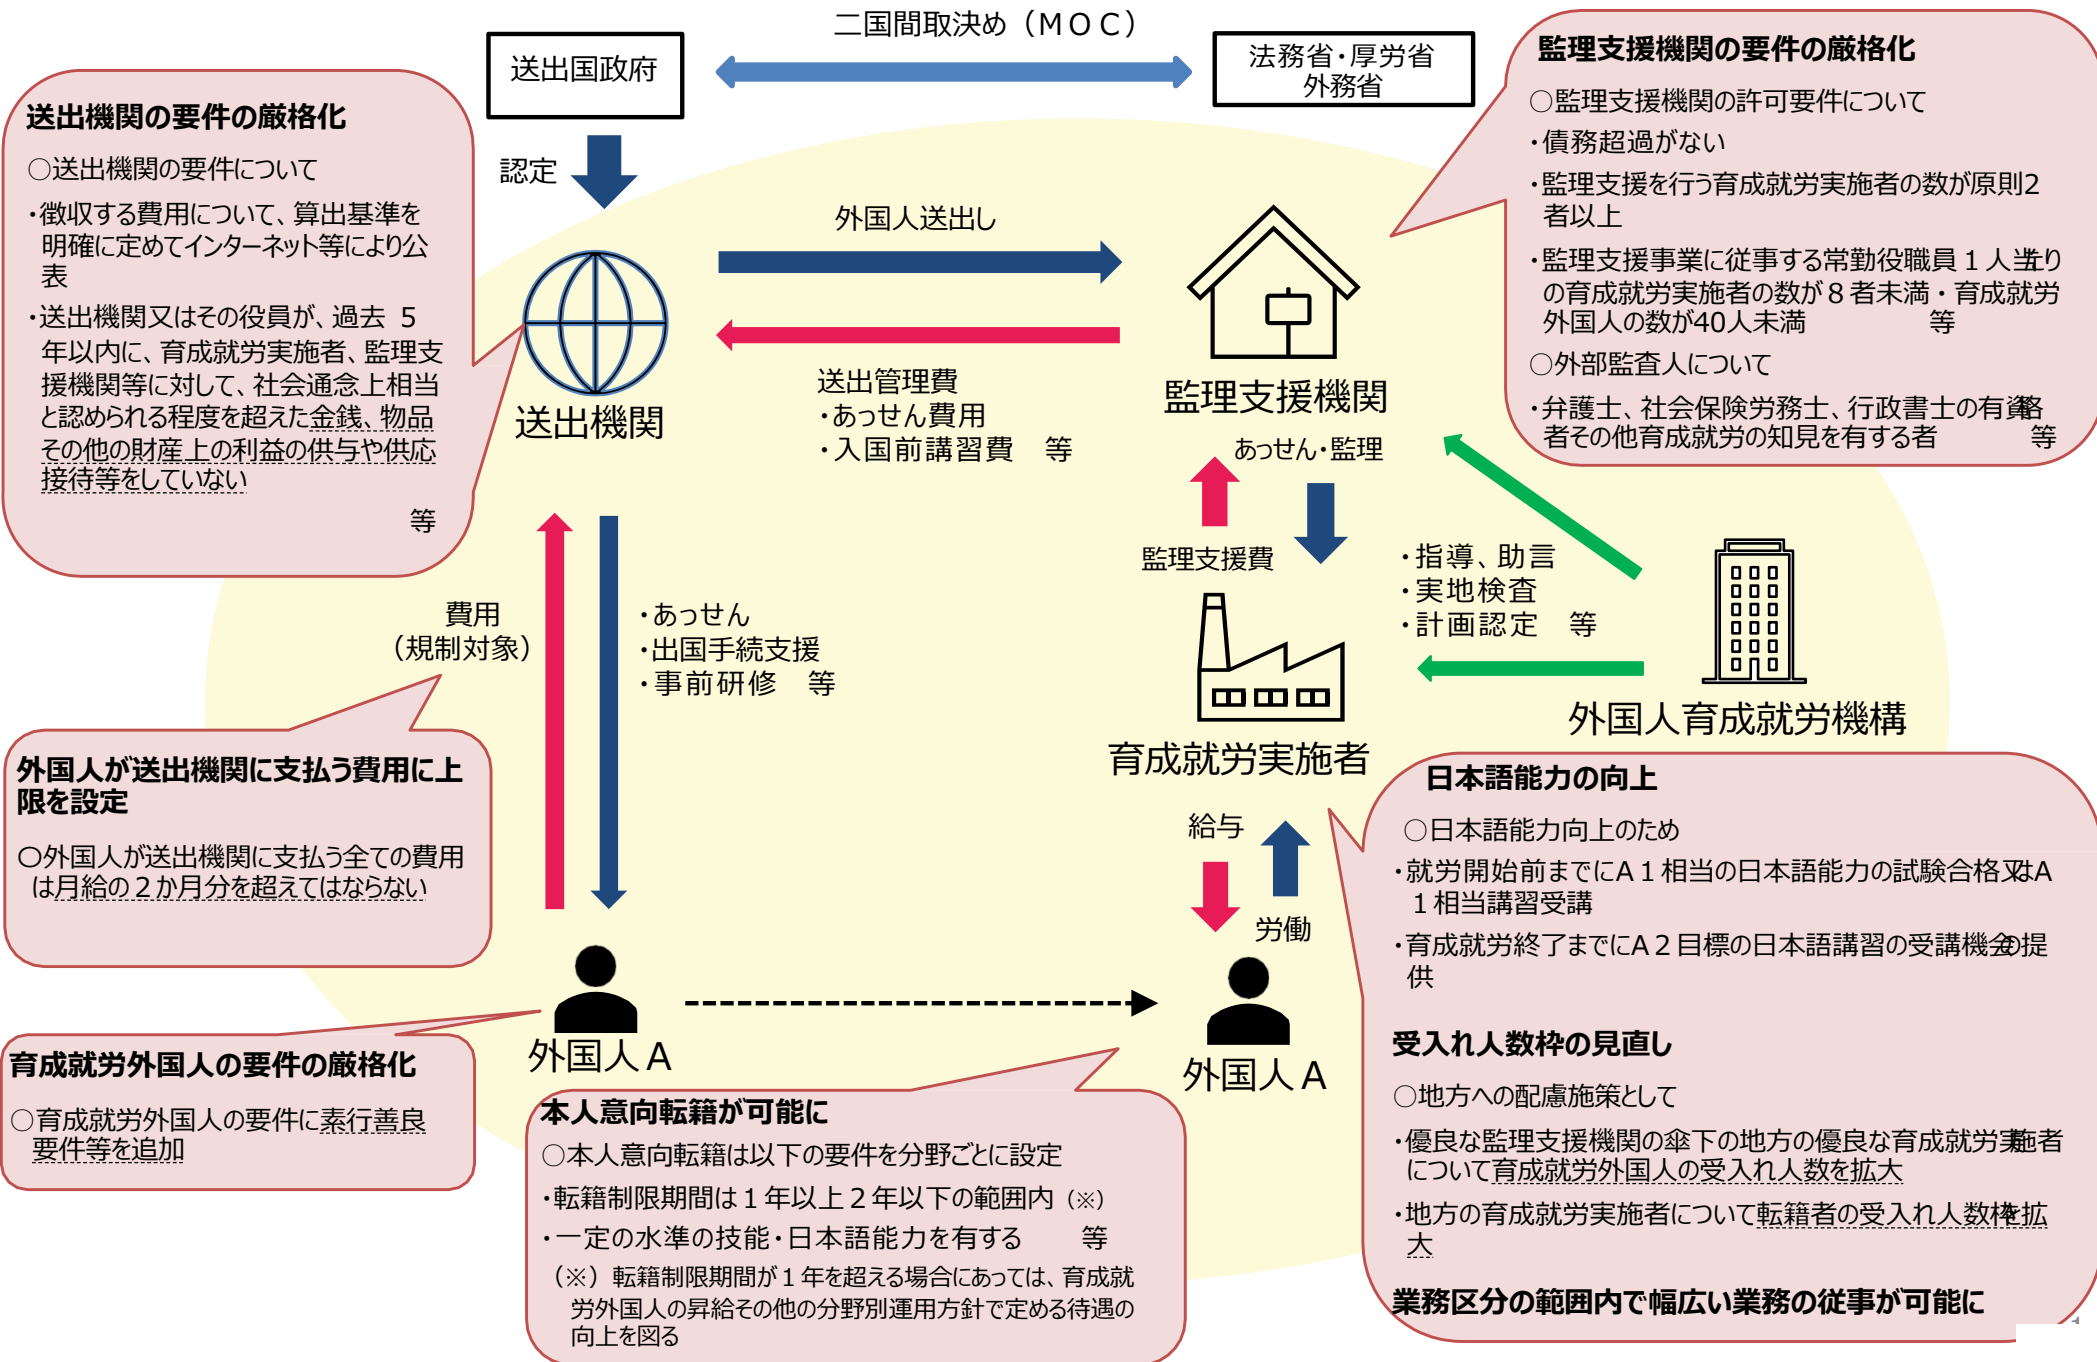 二国間取決め（ＭＯＣ）
送出国政府
法務省・厚労省
外務省
認定
送出機関の要件の厳格化
○送出機関の要件について
・徴収する費用について、算出基準を
明確に定めてインターネット等により公
表
・送出機関又はその役員が、過去 5
年以内に、育成就労実施者、監理支
援機関等に対して、社会通念上相当
と認められる程度を超えた金銭、物品
その他の財産上の利益の供与や供応
接待等をしていない
等
監理支援機関の要件の厳格化
○監理支援機関の許可要件について
・債務超過がない
・監理支援を行う育成就労実施者の数が原則2
者以上
・監理支援事業に従事する常勤役職員１人当たり
の育成就労実施者の数が８者未満・育成就労
外国人の数が40人未満 等
○外部監査人について
・弁護士、社会保険労務士、行政書士の有資格
者その他育成就労の知見を有する者 等
外国人送出し
送出管理費
・あっせん費用
・入国前講習費 等
送出機関
監理支援機関
あっせん・監理
監理支援費
・指導、助言
・実地検査
・計画認定 等
外国人育成就労機構
育成就労実施者
費用
（規制対象）
・あっせん
・出国手続支援
・事前研修 等
外国人が送出機関に支払う費用に上
限を設定
〇外国人が送出機関に支払う全ての費用
は月給の２か月分を超えてはならない
給与
労働
外国人Ａ
外国人Ａ
育成就労外国人の要件の厳格化
○育成就労外国人の要件に素行善良
要件等を追加
本人意向転籍が可能に
○本人意向転籍は以下の要件を分野ごとに設定
・転籍制限期間は１年以上２年以下の範囲内（※）
・一定の水準の技能・日本語能力を有する 等
（※）転籍制限期間が１年を超える場合にあっては、育成就
労外国人の昇給その他の分野別運用方針で定める待遇の
向上を図る
日本語能力の向上
○日本語能力向上のため
・就労開始前までにA１相当の日本語能力の試験合格又はA
１相当講習受講
・育成就労終了までにA２目標の日本語講習の受講機会の提
供
受入れ人数枠の見直し
○地方への配慮施策として
・優良な監理支援機関の傘下の地方の優良な育成就労実施者
について育成就労外国人の受入れ人数を拡大
・地方の育成就労実施者について転籍者の受入れ人数枠を拡
大
業務区分の範囲内で幅広い業務の従事が可能に